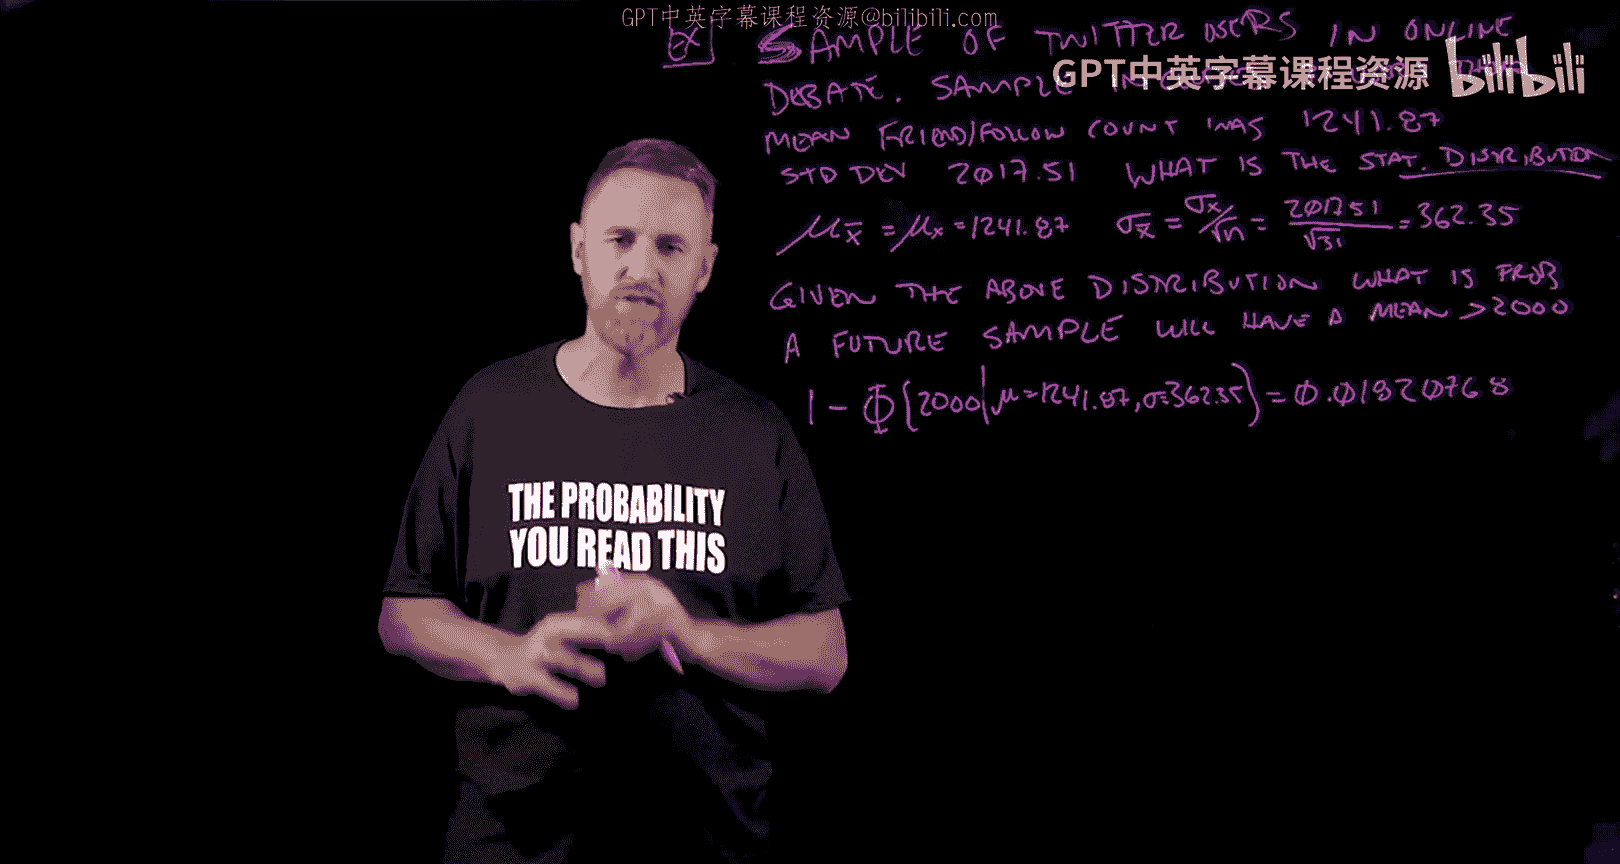 GPT中英字幕课程资源@bilibili.com
EX SAMPLE OF TWITTER USERS IN ONLINE
GPT中英字幕课程资源 bilibili
DEBATE. SAMPLE
MEAN FRIEND/FOLLOW COUNT WAS 1241.87
STD DEV 2017.51 WHAT IS THE STAT. DISTRIBUTION
μx̄ = μx = 1241.87 σx̄ = σx/√n = 201751/√31 = 362.35
GIVEN THE ABOVE DISTRIBUTION WHAT IS PROB
A FUTURE SAMPLE WILL HAVE A MEAN >2000
1 - Φ(2000|μ=1241.87, σ=362.35) = 0.01820768
THE PROBABILITY
YOU READ THIS